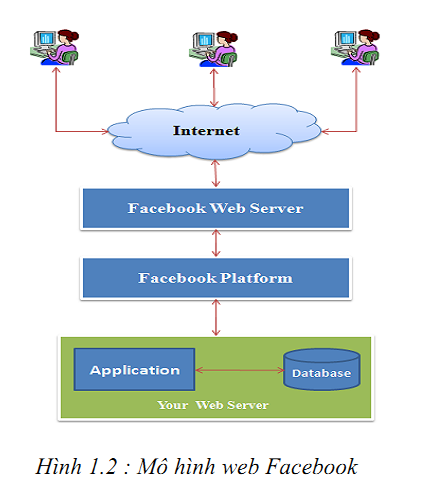 Internet
Facebook Web Server
Facebook Platform
Application
Database
Your Web Server
Hình 1.2 : Mô hình web Facebook